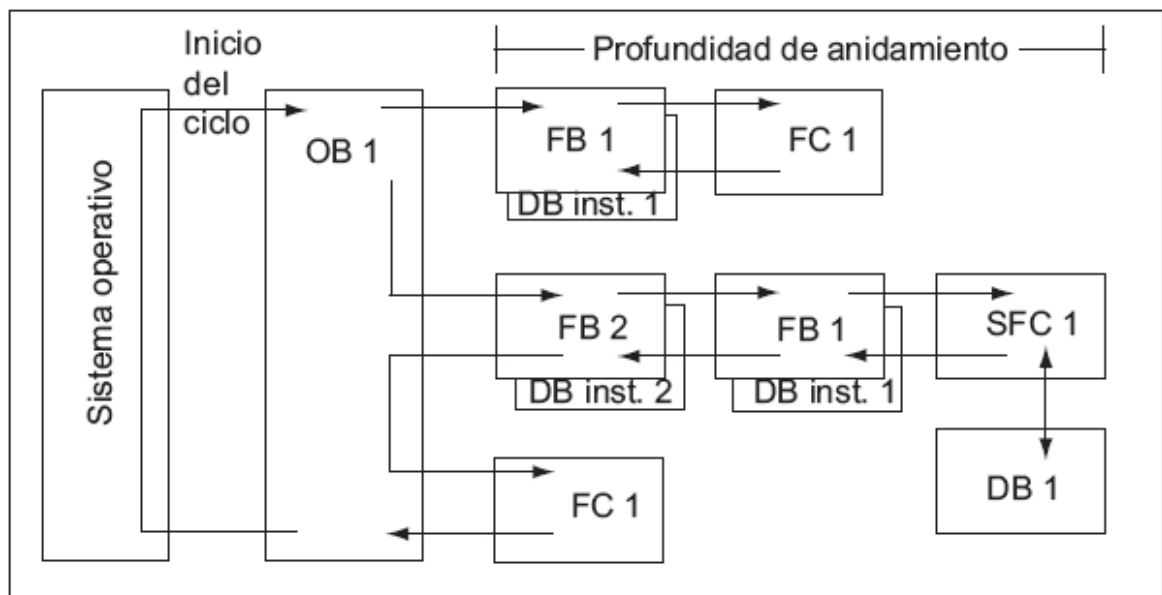 Inicio
del
ciclo
Profundidad de anidamiento
Sistema operativo
OB 1
FB 1
DB inst. 1
FC 1
FB 2
DB inst. 2
FB 1
DB inst. 1
SFC 1
DB 1
FC 1